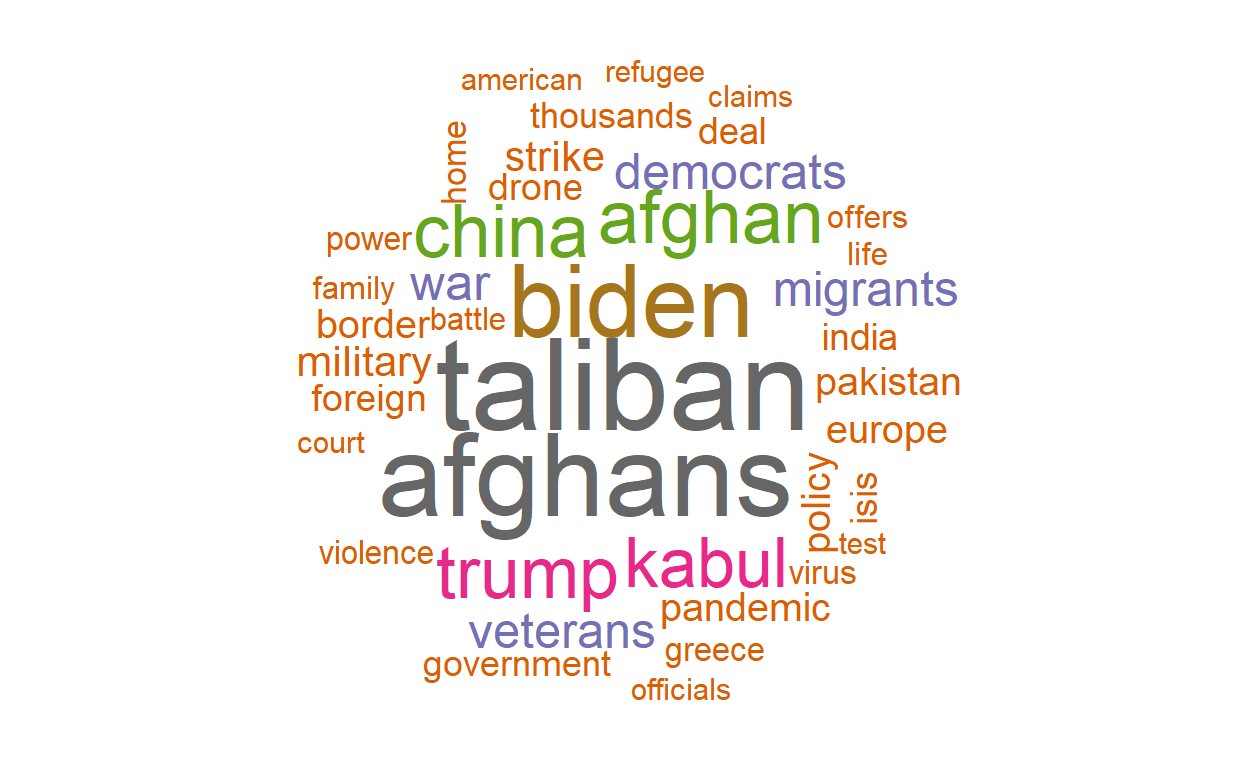 refugee
american
claims
thousands
deal
home
strike
democrats
drone
afghan
offers
china
power
life
war
migrants
family
biden
battle
border
india
military
taliban
pakistan
foreign
europe
court
afghans
policy
isis
test
violence
kabul
trump
virus
pandemic
veterans
greece
government
officials